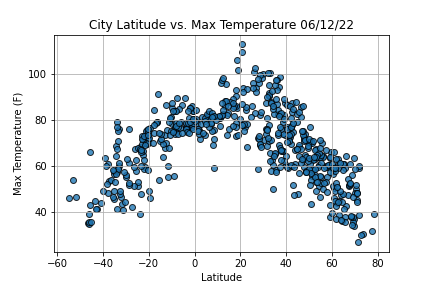 City Latitude vs. Max Temperature 06/12/22
Max Temperature (F)
100
80
60
40
−60 −40 −20 0 20 40 60 80
Latitude